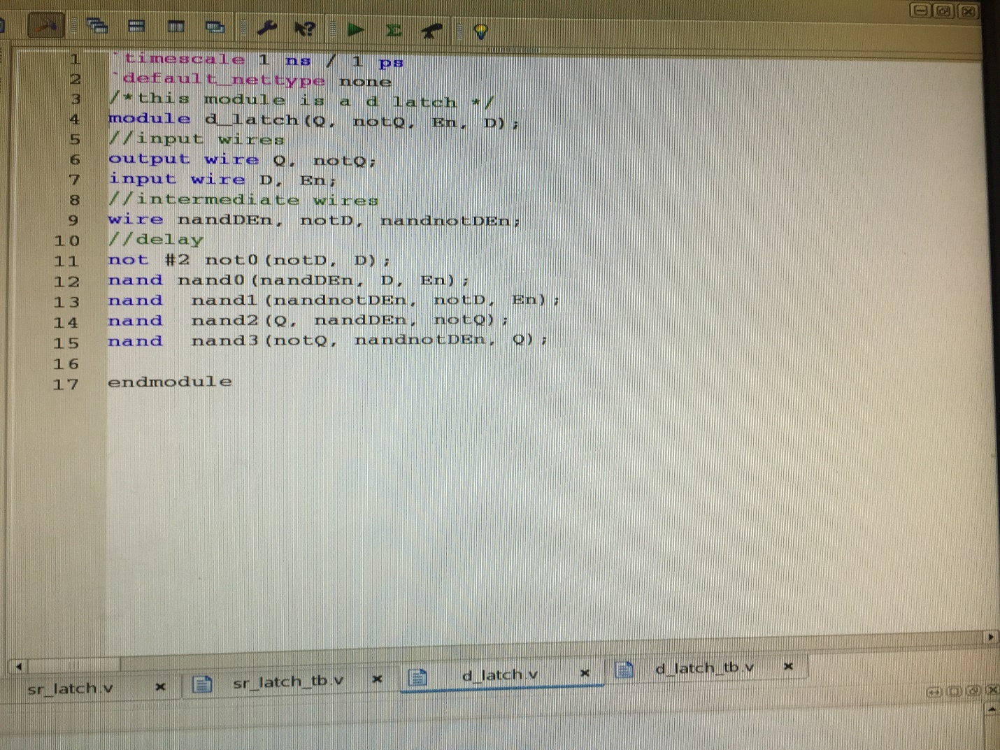 1 `timescale 1 ns / 1 ps
2 `default_nettype none
3 /*this module is a d latch */
4 module d_latch(Q, notQ, En, D);
5 //input wires
6 output wire Q, notQ;
7 input wire D, En;
8 //intermediate wires
9 wire nandDEn, notD, nandnotDEn;
10 //delay
11 not #2 not0(notD, D);
12 nand nand0(nandDEn, D, En);
13 nand  nand1(nandnotDEn, notD, En);
14 nand  nand2(Q, nandDEn, notQ);
15 nand  nand3(notQ, nandnotDEn, Q);
16
17 endmodule
sr_latch.v sr_latch_tb.v d_latch.v d_latch_tb.v